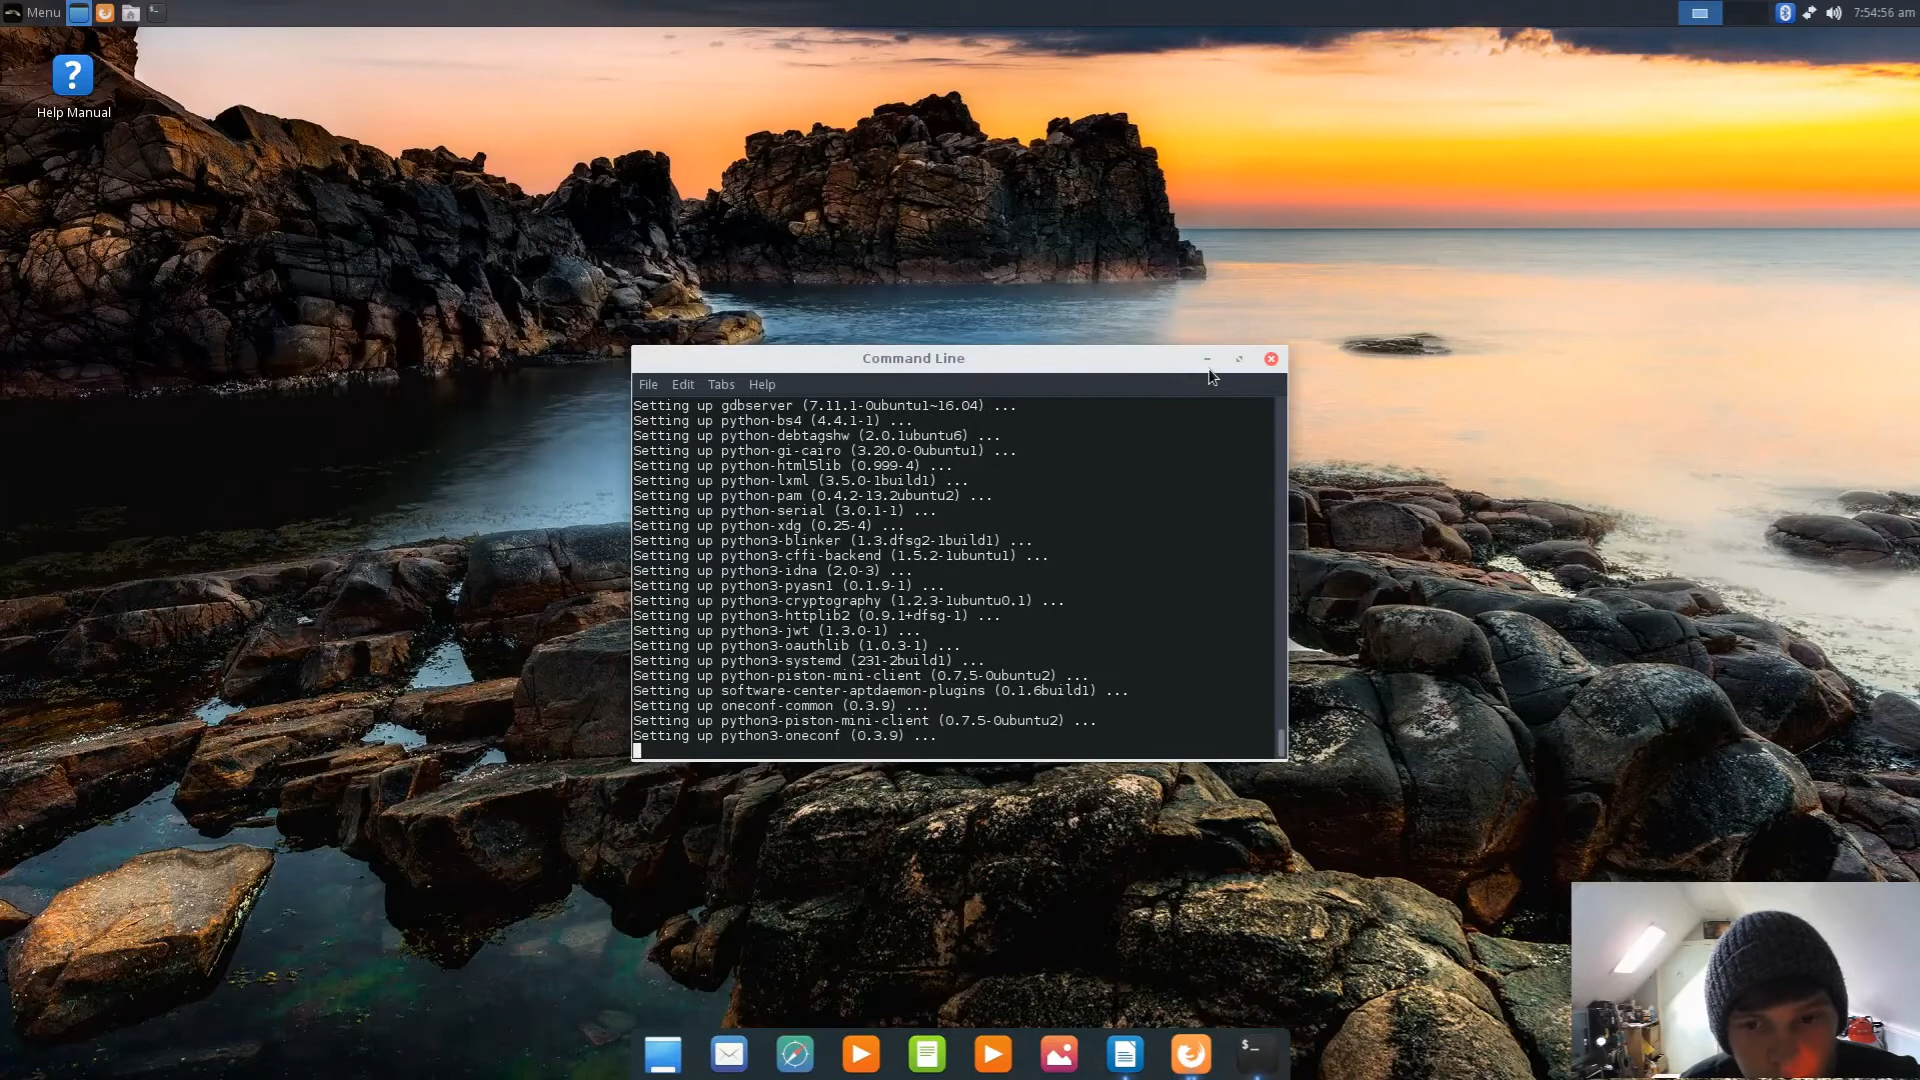 Menu
7:54:56 am
Help Manual
Command Line
File Edit Tabs Help
Setting up gdbserver (7.11.1-0ubuntu1~16.04) ...
Setting up python-bs4 (4.4.1-1) ...
Setting up python-debtagshw (2.0.1ubuntu6) ...
Setting up python-gi-cairo (3.20.0-0ubuntu1) ...
Setting up python-html5lib (0.999-4) ...
Setting up python-lxml (3.5.0-1build1) ...
Setting up python-pam (0.4.2-13.2ubuntu2) ...
Setting up python-serial (3.0.1-1) ...
Setting up python-xdg (0.25-4) ...
Setting up python3-blinker (1.3.dfsg2-1build1) ...
Setting up python3-cffi-backend (1.5.2-1ubuntu1) ...
Setting up python3-idna (2.0-3) ...
Setting up python3-pyasn1 (0.1.9-1) ...
Setting up python3-cryptography (1.2.3-1ubuntu0.1) ...
Setting up python3-httplib2 (0.9.1+dfsg-1) ...
Setting up python3-jwt (1.3.0-1) ...
Setting up python3-oauthlib (1.0.3-1) ...
Setting up python3-systemd (231-2build1) ...
Setting up python-piston-mini-client (0.7.5-0ubuntu2) ...
Setting up software-center-aptdaemon-plugins (0.1.6build1) ...
Setting up oneconf-common (0.3.9) ...
Setting up python3-piston-mini-client (0.7.5-0ubuntu2) ...
Setting up python3-oneconf (0.3.9) ...